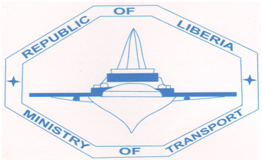 REPUBLIC OF LIBERIA
MINISTRY OF TRANSPORT